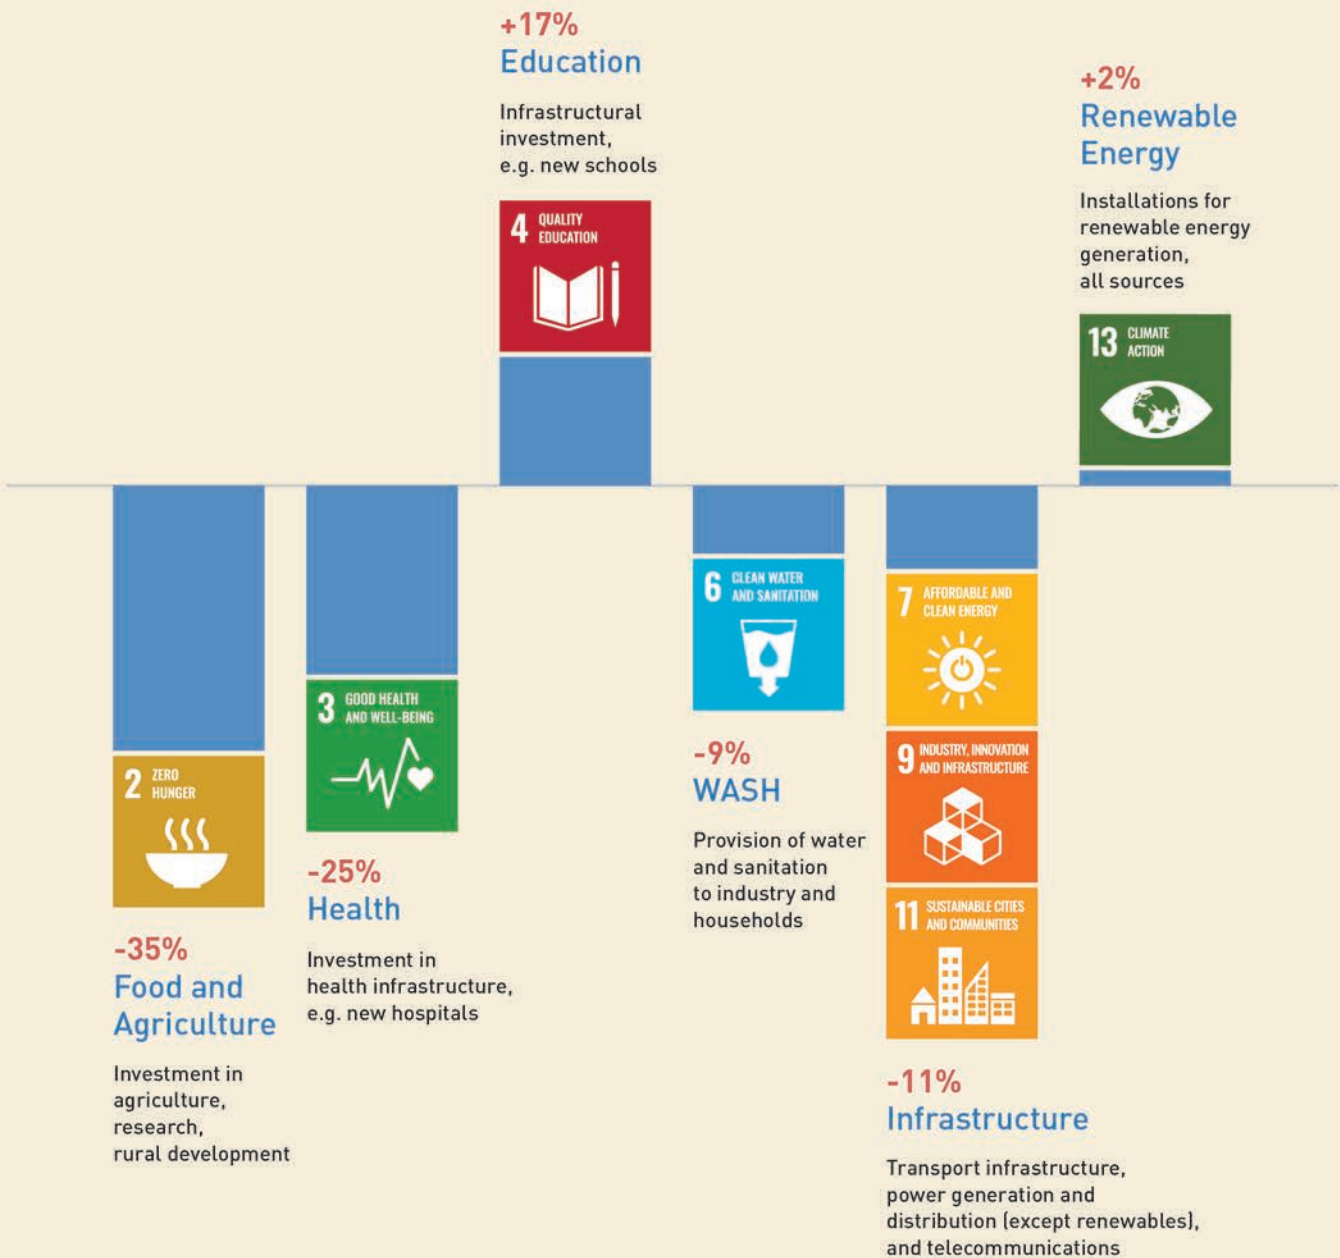 +17%
Education
Infrastructural
investment,
e.g. new schools
4 QUALITY
EDUCATION
+2%
Renewable
Energy
Installations for
renewable energy
generation,
all sources
13 CLIMATE
ACTION
2 ZERO
HUNGER
-35%
Food and
Agriculture
Investment in
agriculture,
research,
rural development
3 GOOD HEALTH
AND WELL-BEING
-25%
Health
Investment in
health infrastructure,
e.g. new hospitals
6 CLEAN WATER
AND SANITATION
-9%
WASH
Provision of water
and sanitation
to industry and
households
7 AFFORDABLE AND
CLEAN ENERGY
9 INDUSTRY, INNOVATION
AND INFRASTRUCTURE
11 SUSTAINABLE CITIES
AND COMMUNITIES
-11%
Infrastructure
Transport infrastructure,
power generation and
distribution (except renewables),
and telecommunications